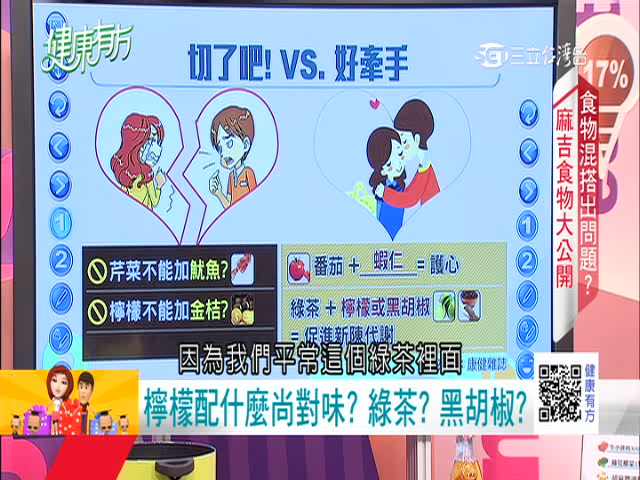 健康有方
切了吧! VS. 好牽手
三立台灣台
17%
食物混搭出問題?
麻吉食物大公開
1
2
1
2
芹菜不能加魷魚?
檸檬不能加金桔?
番茄 + 蝦仁 = 護心
綠茶 + 檸檬或黑胡椒
= 促進新陳代謝
康健雜誌
因為我們平常這個綠茶裡面
檸檬配什麼尚對味? 綠茶? 黑胡椒?
健康有方